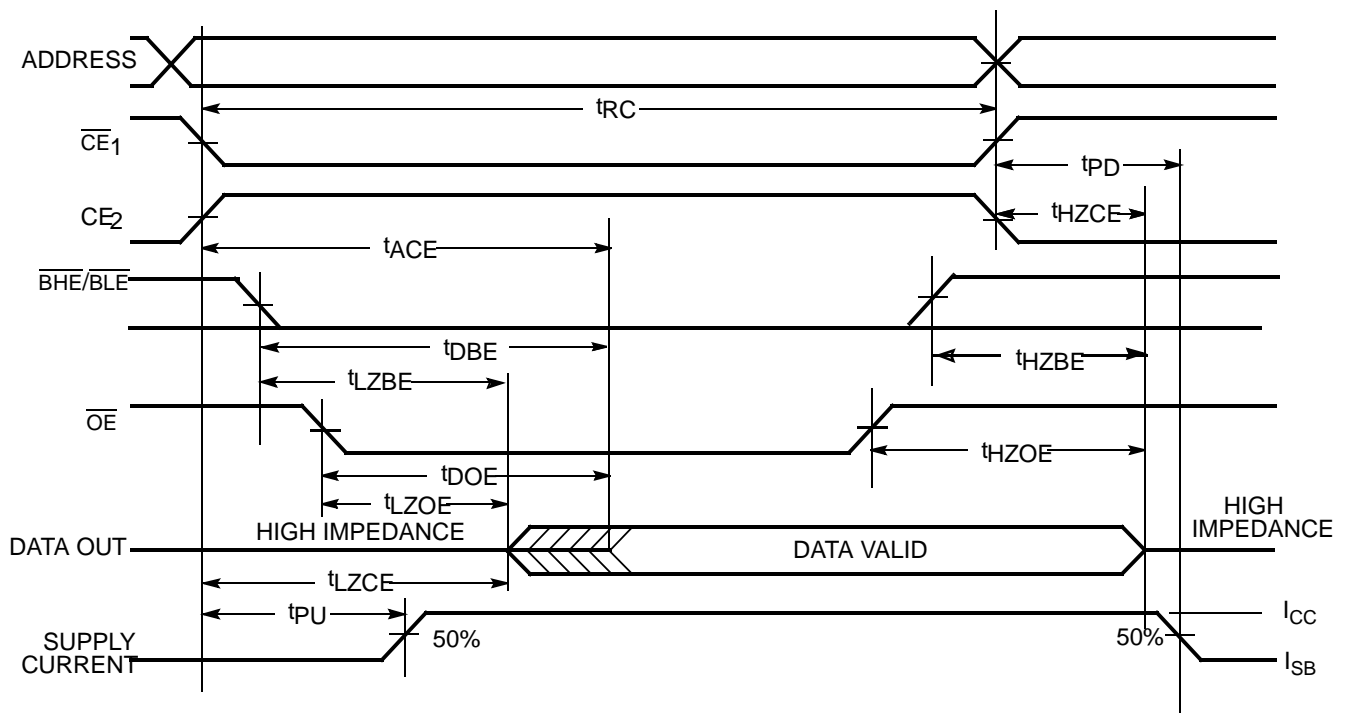 ADDRESS
tRC
CE1
tPD
CE2
tHZCE
tACE
BHE/BLE
tDBE
tHZBE
tLZBE
OE
tHZOE
tDOE
tLZOE
HIGH IMPEDANCE
HIGH
IMPEDANCE
DATA OUT
DATA VALID
tLZCE
tPU
ICC
50%
50%
SUPPLY
CURRENT
ISB